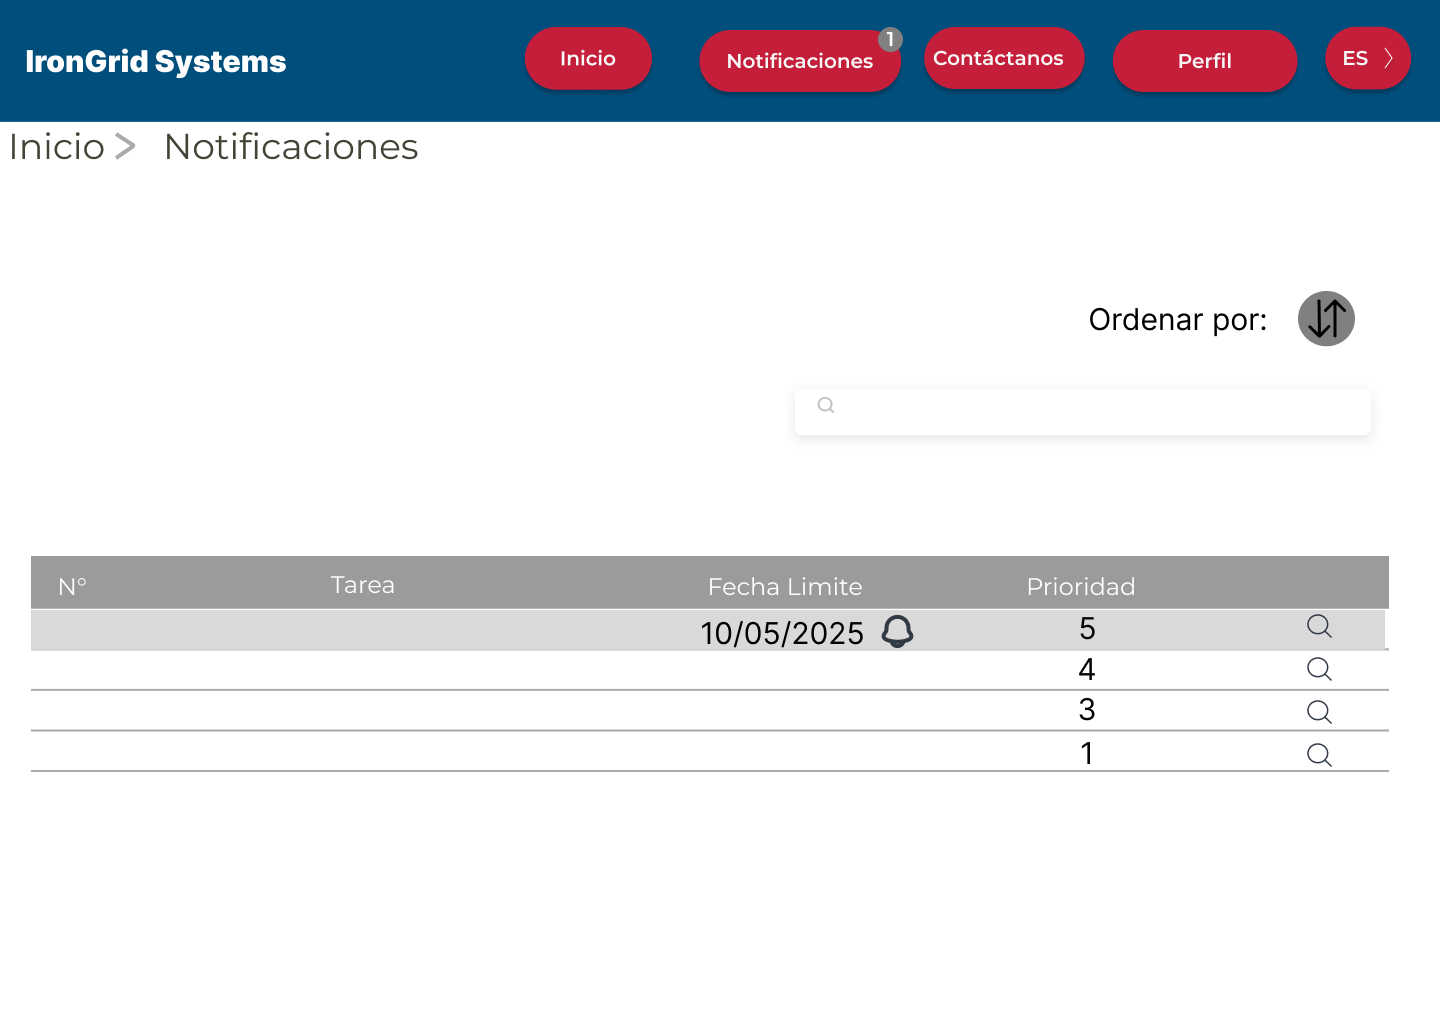 IronGrid Systems
Inicio
Notificaciones
1
Contáctanos
Perfil
ES
Inicio > Notificaciones
Ordenar por:
N° Tarea Fecha Limite Prioridad
10/05/2025 5
4
3
1